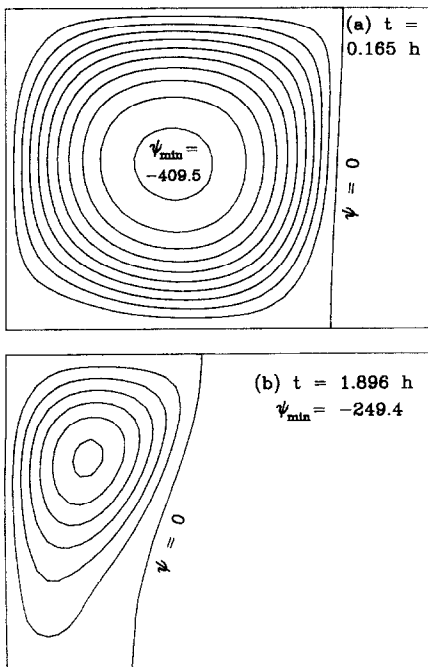 (a) t =
0.165 h
ψmin =
-409.5
ψ = 0
(b) t = 1.896 h
ψmin = -249.4
ψ = 0